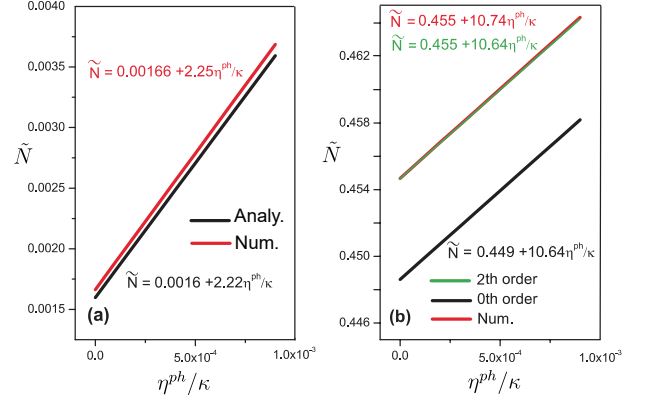 0.0040
0.0035
0.0030
0.0025
0.0020
0.0015
Ñ
Ñ = 0.00166 +2.25η^ph/κ
Analy.
Num.
Ñ = 0.0016 +2.22η^ph/κ
(a)
0.0
5.0x10⁻⁴
1.0x10⁻³
η^ph/κ
0.464
0.460
0.458
0.454
0.450
0.446
Ñ
Ñ = 0.455 +10.74η^ph/κ
Ñ = 0.455 +10.64η^ph/κ
Ñ = 0.449 +10.64η^ph/κ
2th order
0th order
Num.
(b)
0.0
5.0x10⁻⁴
1.0x10⁻³
η^ph/κ